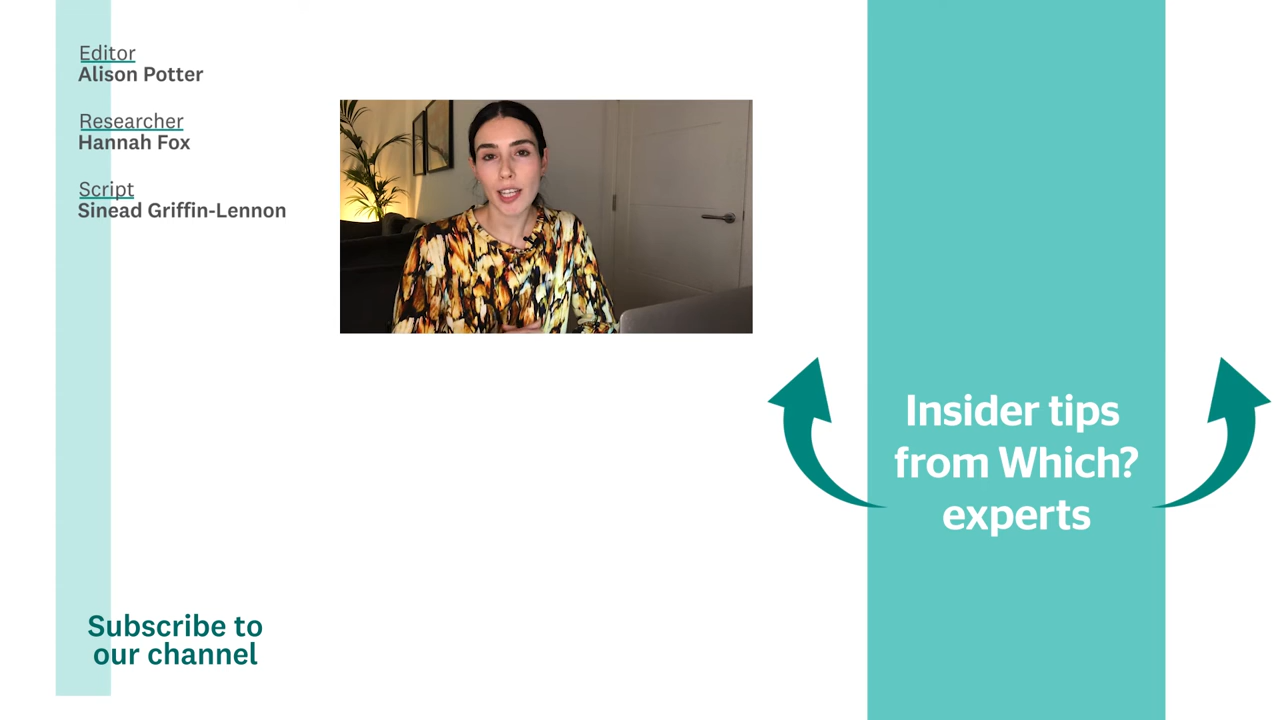 Editor
Alison Potter
Researcher
Hannah Fox
Script
Sinead Griffin-Lennon
Insider tips
from Which?
experts
Subscribe to
our channel